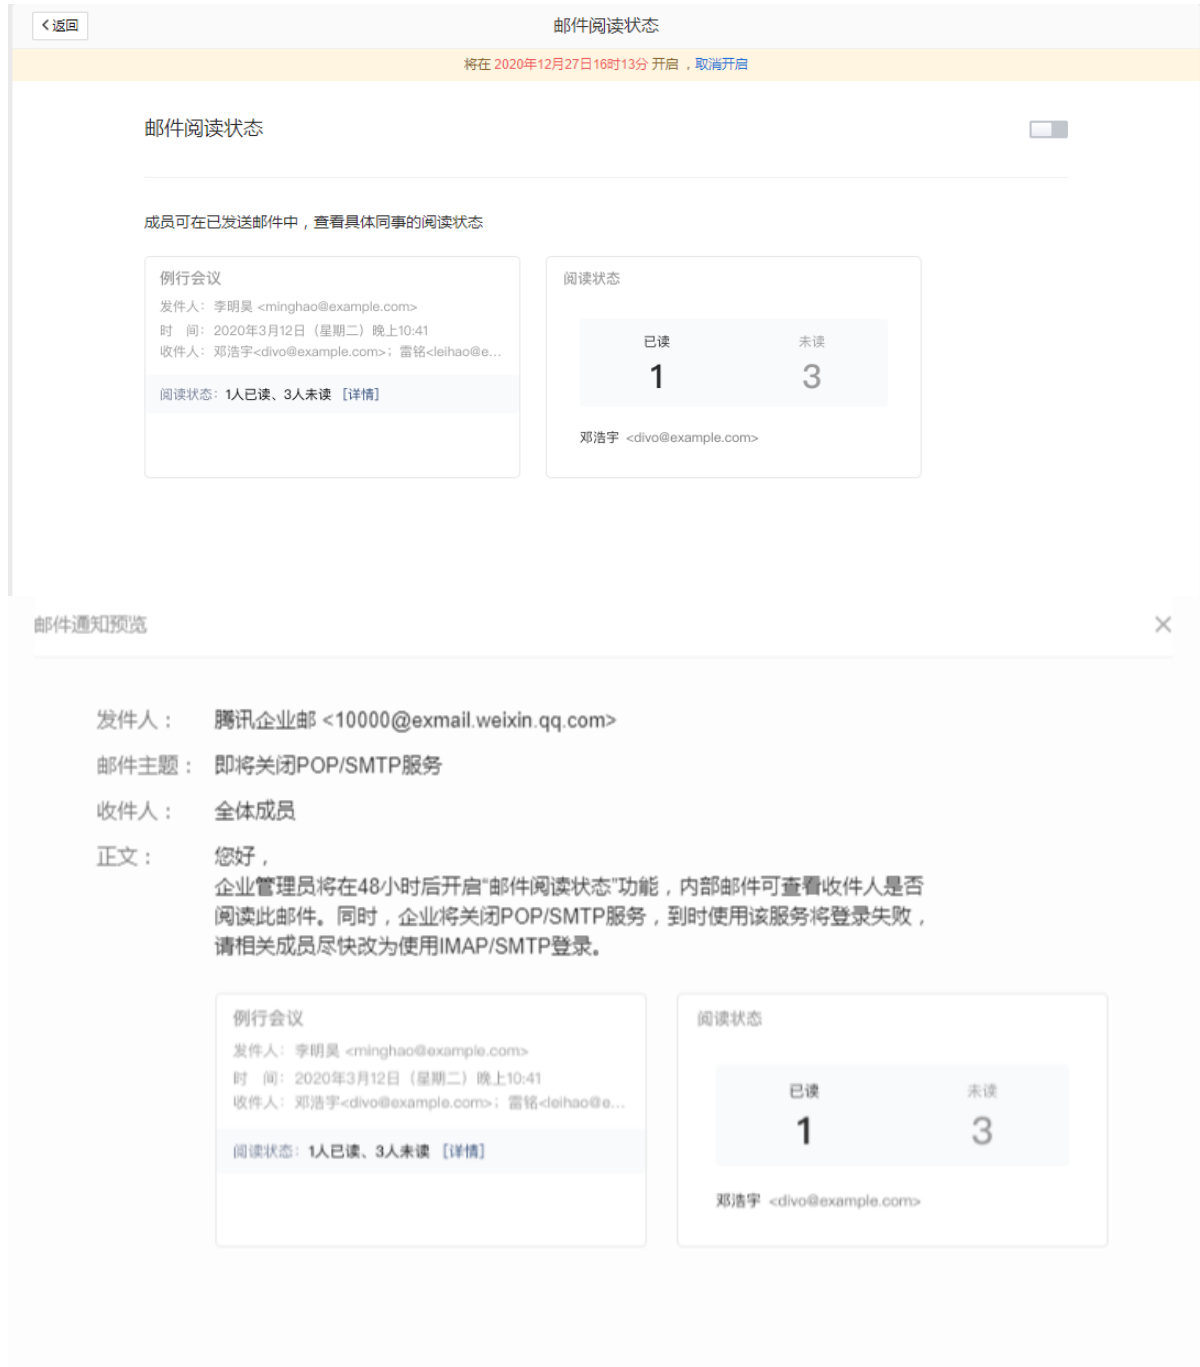 返回
邮件阅读状态
将在 2020年12月27日16时13分 开启 ，取消开启
邮件阅读状态
成员可在已发送邮件中，查看具体同事的阅读状态
例行会议
发件人：李明昊 <minghao@example.com>
时 间：2020年3月12日（星期二）晚上10:41
收件人：邓浩宇<divo@example.com>；雷铭<leihao@e...
阅读状态：1人已读、3人未读 [详情]
阅读状态
已读 未读
1 3
邓浩宇 <divo@example.com>
邮件通知预览
发件人： 腾讯企业邮 <10000@exmail.weixin.qq.com>
邮件主题： 即将关闭POP/SMTP服务
收件人： 全体成员
正文： 您好，
企业管理员将在48小时后开启“邮件阅读状态”功能，内部邮件可查看收件人是否
阅读此邮件。同时，企业将关闭POP/SMTP服务，到时使用该服务将登录失败，
请相关成员尽快改为使用IMAP/SMTP登录。
例行会议
发件人：李明昊 <minghao@example.com>
时 间：2020年3月12日（星期二）晚上10:41
收件人：邓浩宇<divo@example.com>；雷铭<leihao@e...
阅读状态：1人已读、3人未读 [详情]
阅读状态
已读 未读
1 3
邓浩宇 <divo@example.com>